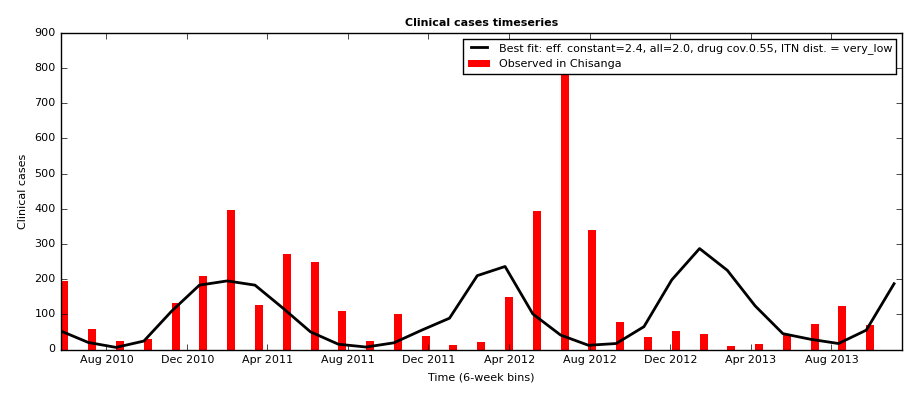 Clinical cases timeseries
900
800
700
600
500
400
300
200
100
0
Clinical cases
Best fit: eff. constant=2.4, all=2.0, drug cov.0.55, ITN dist. = very_low
Observed in Chisanga
Aug 2010 Dec 2010 Apr 2011 Aug 2011 Dec 2011 Apr 2012 Aug 2012 Dec 2012 Apr 2013 Aug 2013
Time (6-week bins)